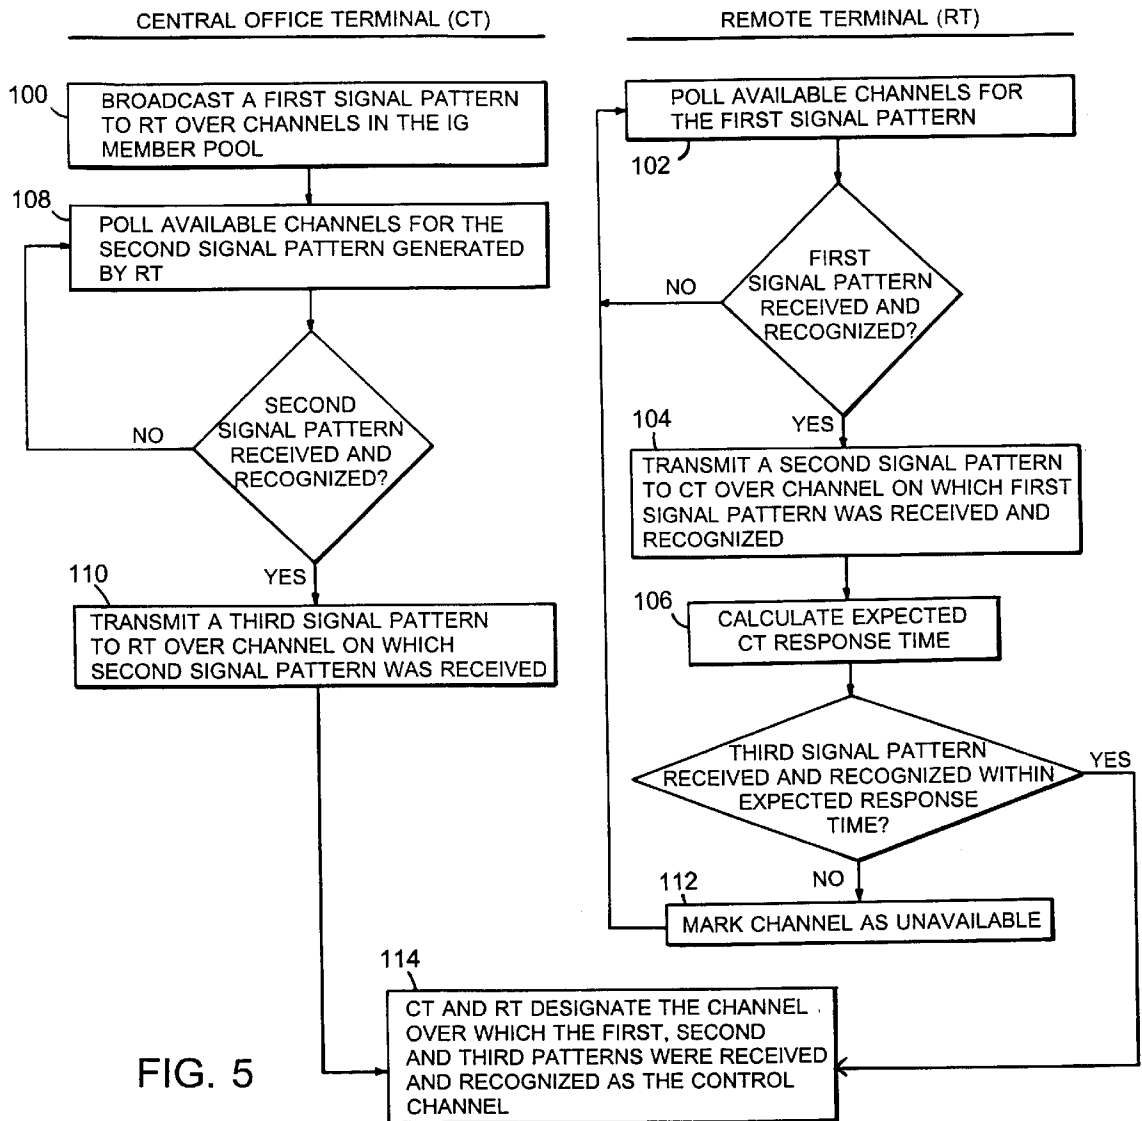 CENTRAL OFFICE TERMINAL (CT)
100
BROADCAST A FIRST SIGNAL PATTERN
TO RT OVER CHANNELS IN THE IG
MEMBER POOL
108
POLL AVAILABLE CHANNELS FOR THE
SECOND SIGNAL PATTERN GENERATED
BY RT
SECOND
SIGNAL PATTERN
RECEIVED AND
RECOGNIZED?
NO
YES
110
TRANSMIT A THIRD SIGNAL PATTERN
TO RT OVER CHANNEL ON WHICH
SECOND SIGNAL PATTERN WAS RECEIVED
REMOTE TERMINAL (RT)
POLL AVAILABLE CHANNELS FOR
THE FIRST SIGNAL PATTERN
102
FIRST
SIGNAL PATTERN
RECEIVED AND
RECOGNIZED?
NO
YES
104
TRANSMIT A SECOND SIGNAL PATTERN
TO CT OVER CHANNEL ON WHICH FIRST
SIGNAL PATTERN WAS RECEIVED AND
RECOGNIZED
106
CALCULATE EXPECTED
CT RESPONSE TIME
THIRD SIGNAL PATTERN
RECEIVED AND RECOGNIZED WITHIN
EXPECTED RESPONSE
TIME?
YES
NO
112
MARK CHANNEL AS UNAVAILABLE
114
CT AND RT DESIGNATE THE CHANNEL
OVER WHICH THE FIRST, SECOND
AND THIRD PATTERNS WERE RECEIVED
AND RECOGNIZED AS THE CONTROL
CHANNEL
FIG. 5